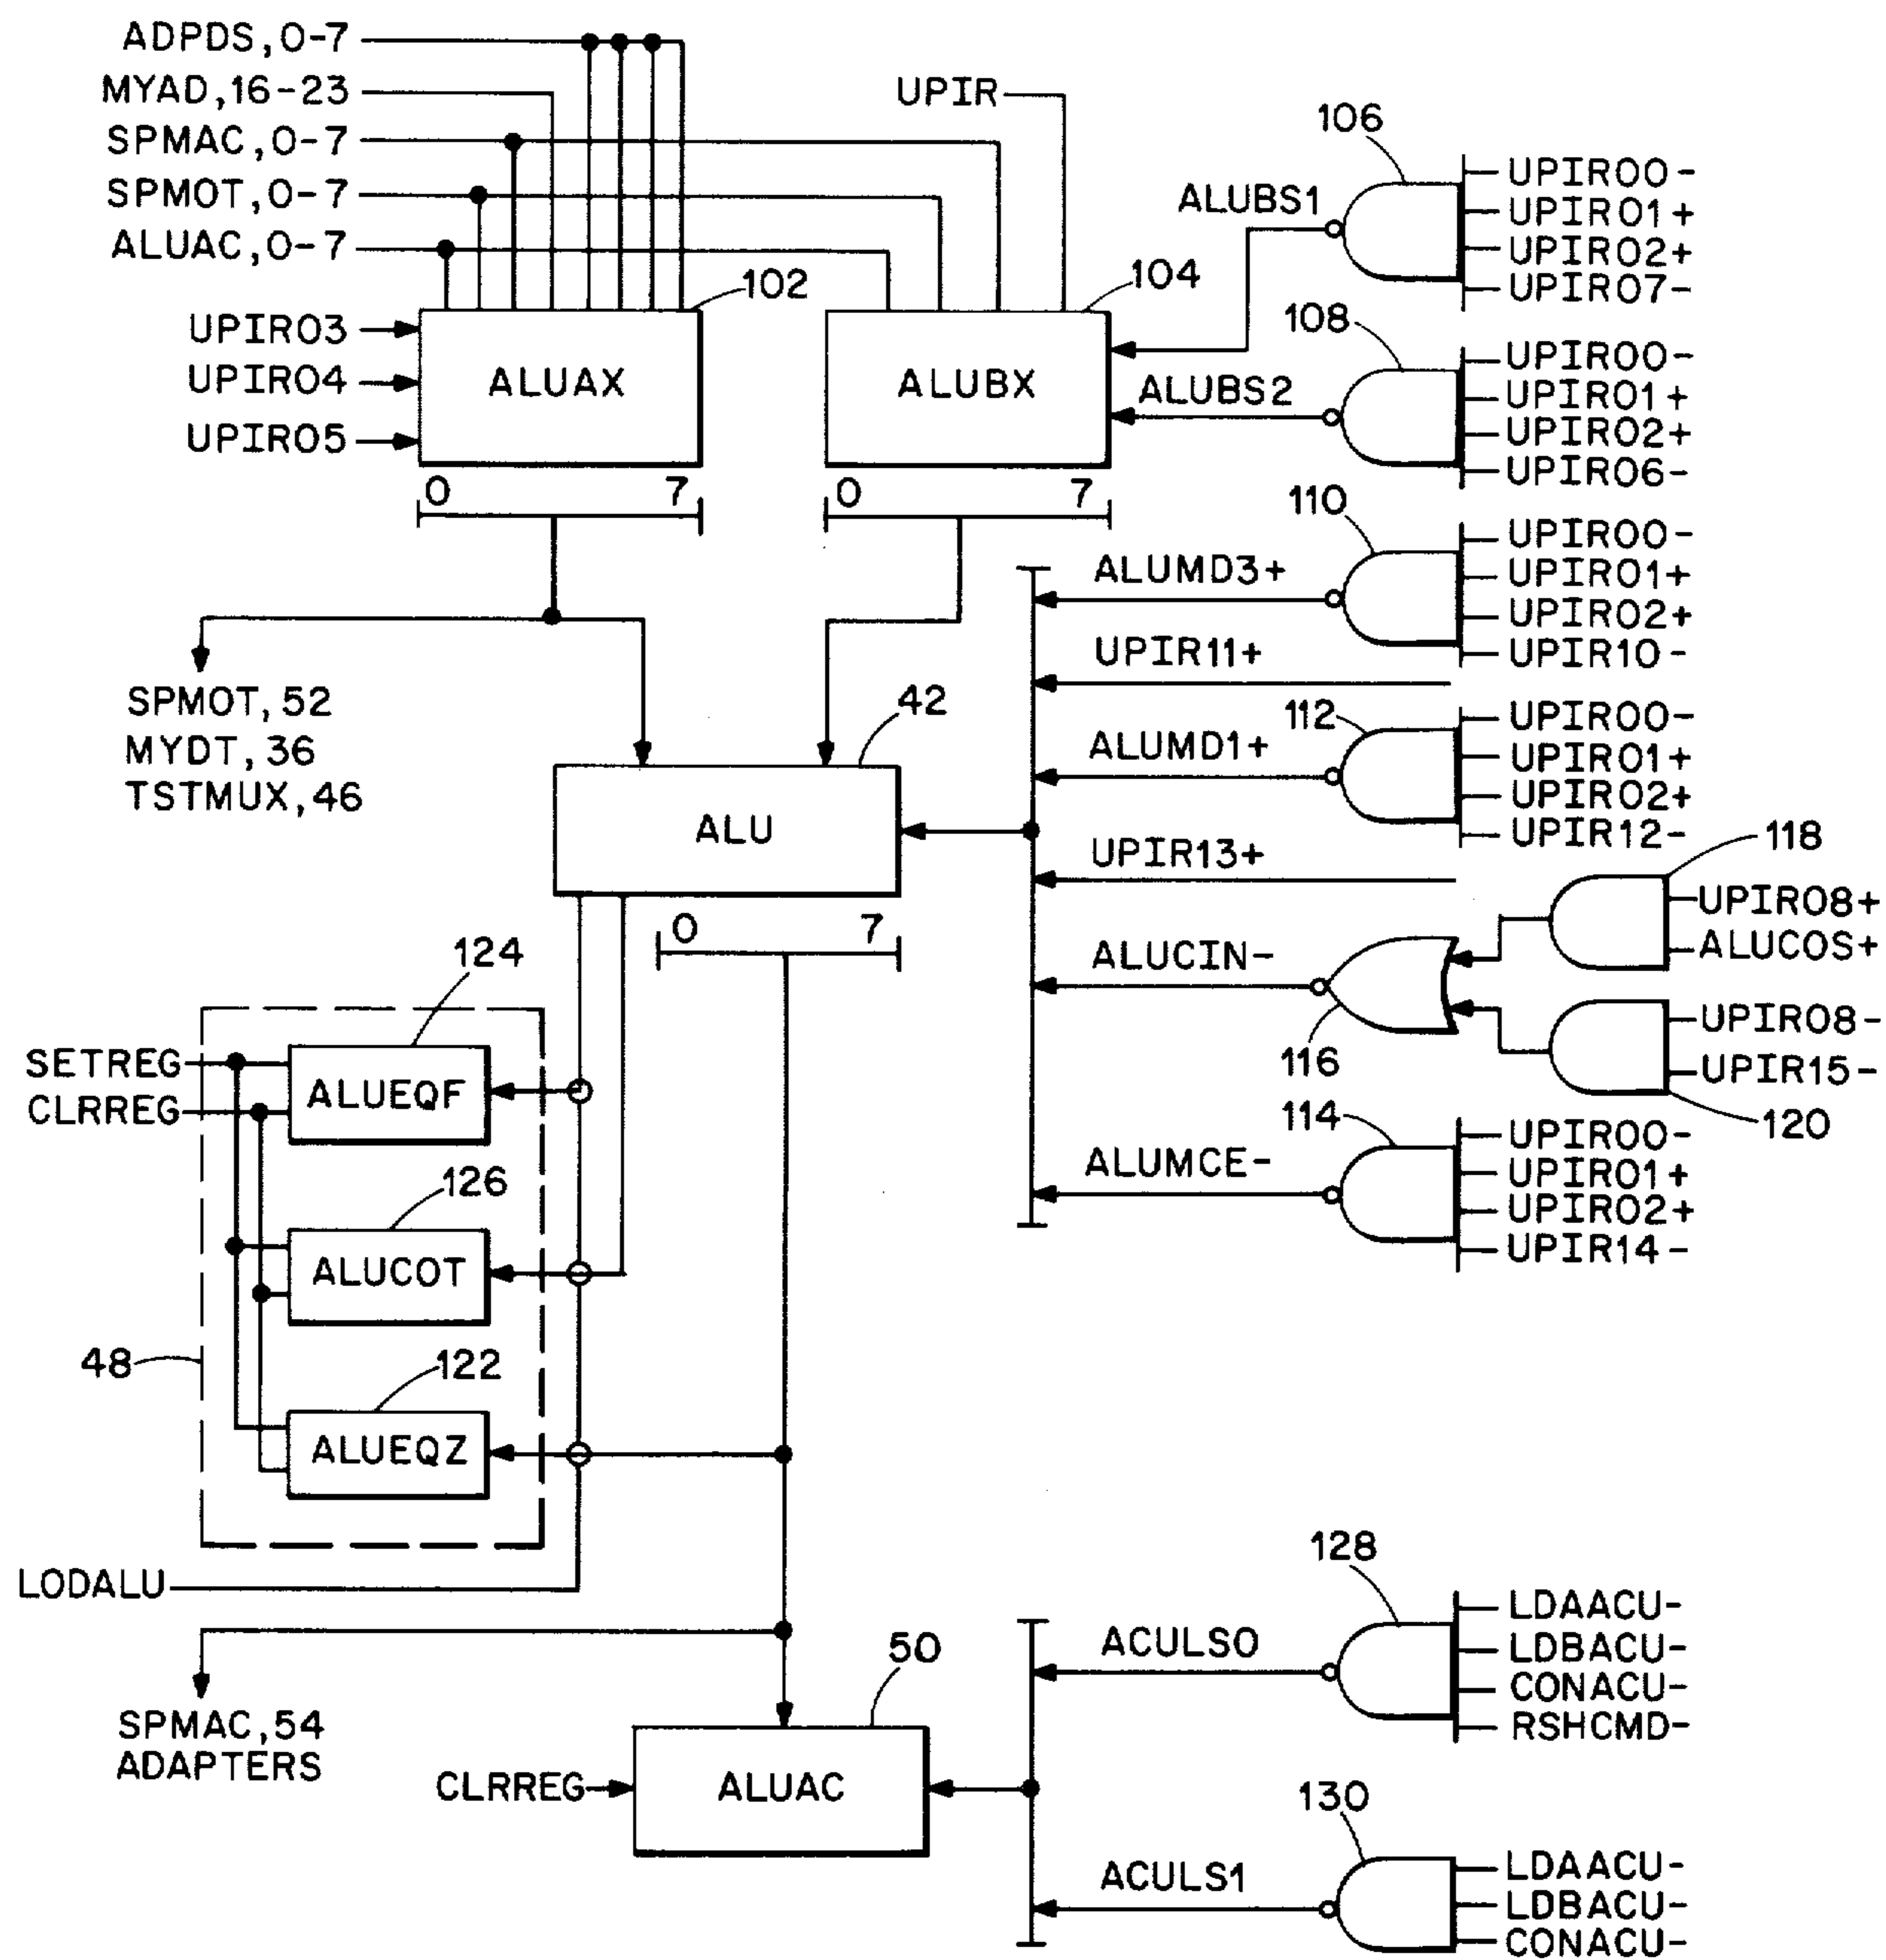 ADPDS,0-7
MYAD,16-23
SPMAC,0-7
SPMOT,0-7
ALUAC,0-7
UPIR
102
104
UPIR03
UPIR04
UPIR05
ALUAX
ALUBX
0 7
0 7
ALUBS1
106
UPIR00-
UPIR01+
UPIR02+
UPIR07-
ALUBS2
108
UPIR00-
UPIR01+
UPIR02+
UPIR06-
ALUMD3+
110
UPIR00-
UPIR01+
UPIR02+
UPIR10-
UPIR11+
ALUMD1+
112
UPIR00-
UPIR01+
UPIR02+
UPIR12-
UPIR13+
SPMOT,52
MYDT,36
TSTMUX,46
42
ALU
0 7
118
UPIR08+
ALUCOS+
ALUCIN-
116
UPIR08-
UPIR15-
120
ALUMCE-
114
UPIR00-
UPIR01+
UPIR02+
UPIR14-
124
SETREG
CLRREG
ALUEQF
126
ALUCOT
48
122
ALUEQZ
LODALU
SPMAC,54
ADAPTERS
50
CLRREG
ALUAC
ACULS0
128
LDAACU-
LDBACU-
CONACU-
RSHCMD-
ACULS1
130
LDAACU-
LDBACU-
CONACU-